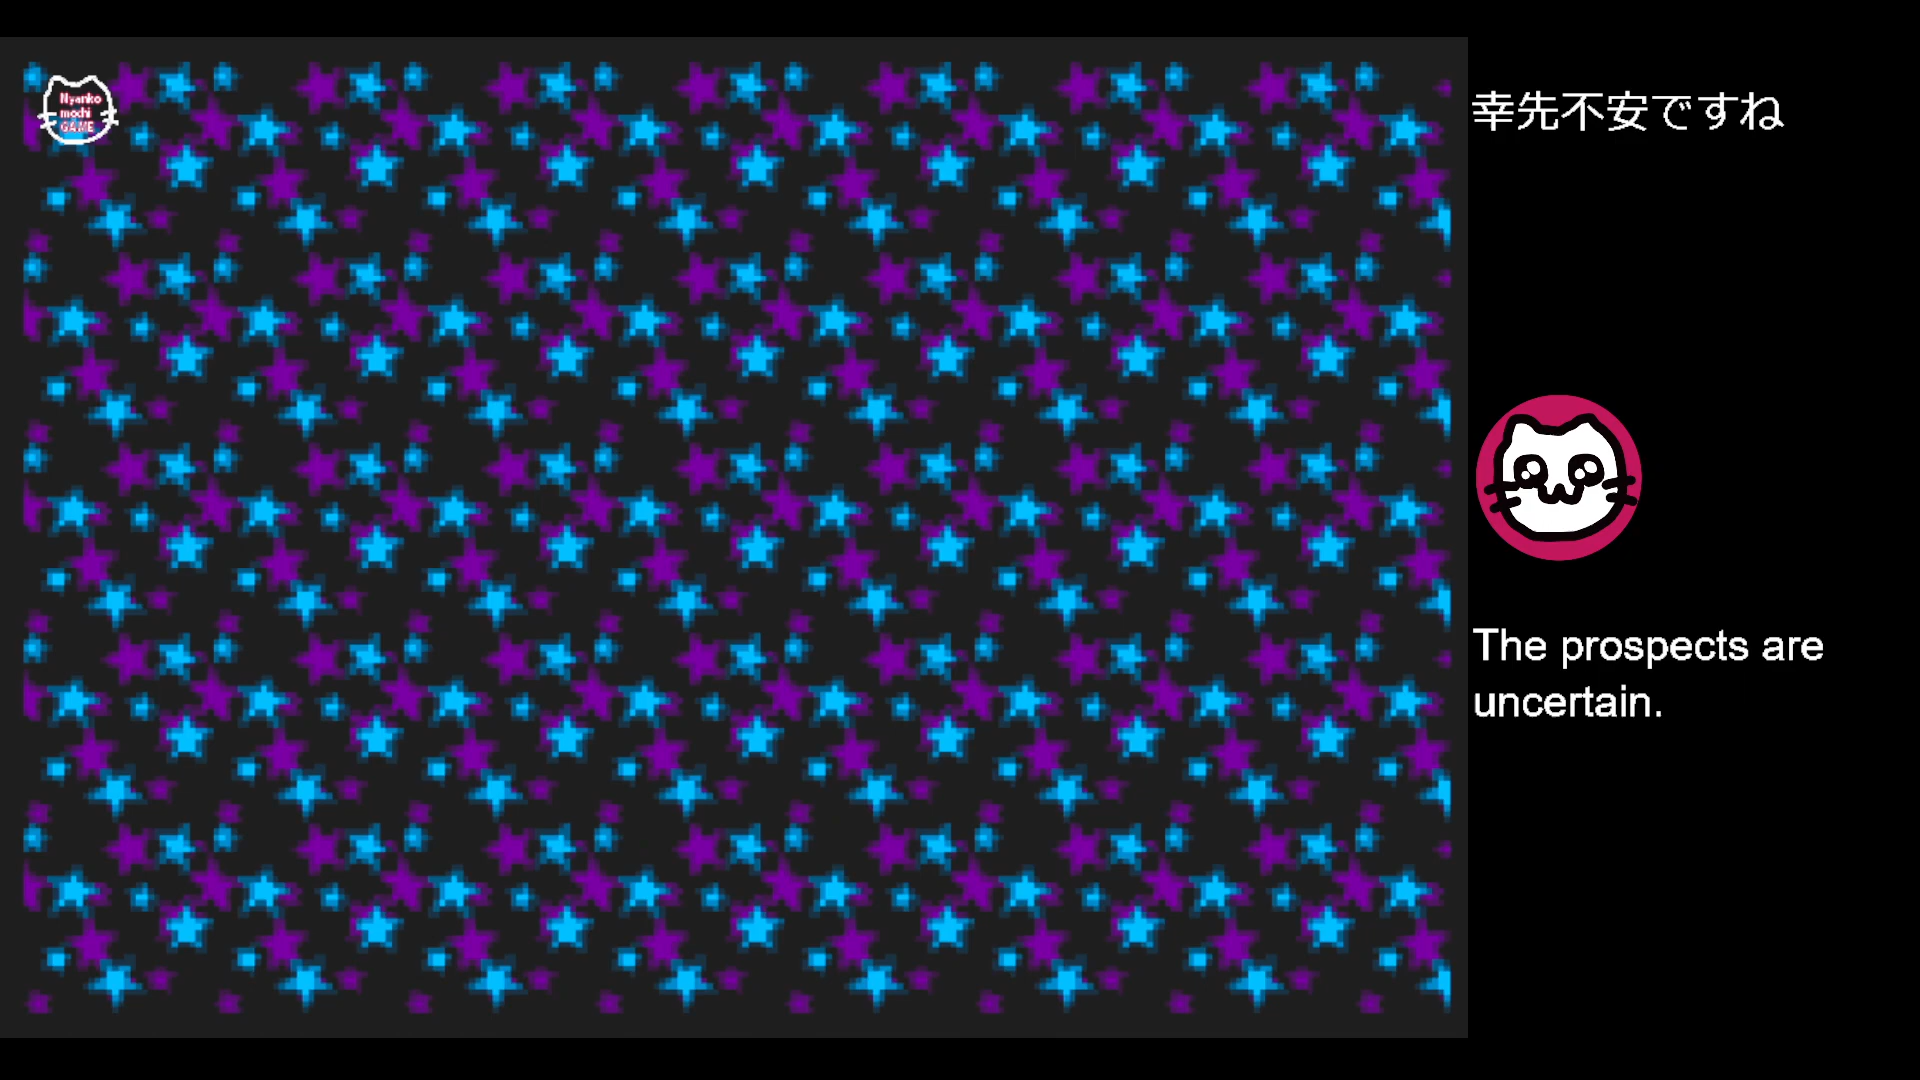 Nyanko
mochi
GAME
幸先不安ですね
The prospects are
uncertain.